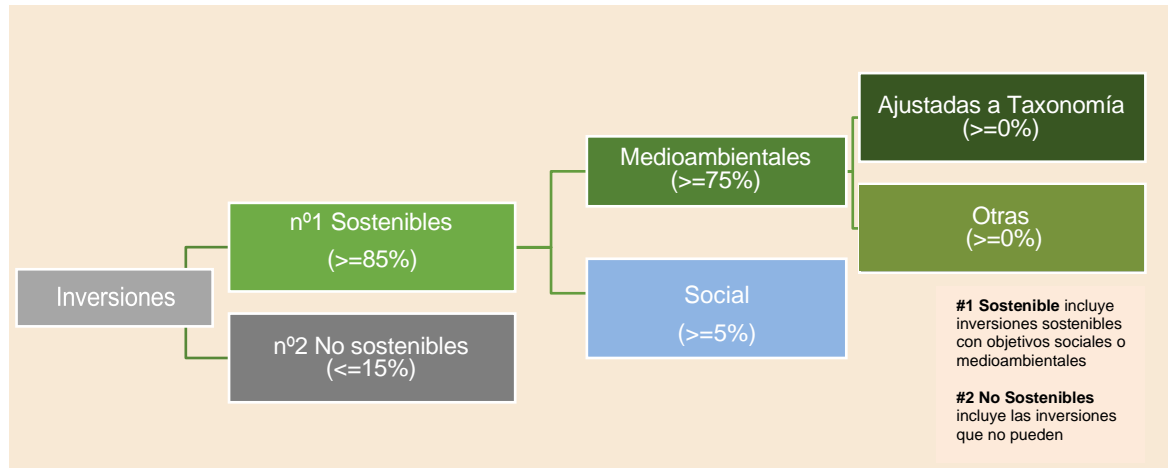 Inversiones
nº1 Sostenibles
(>=85%)
nº2 No sostenibles
(<=15%)
Medioambientales
(>=75%)
Social
(>=5%)
Ajustadas a Taxonomía
(>=0%)
Otras
(>=0%)
#1 Sostenible incluye
inversiones sostenibles
con objetivos sociales o
medioambientales
#2 No Sostenibles
incluye las inversiones
que no pueden